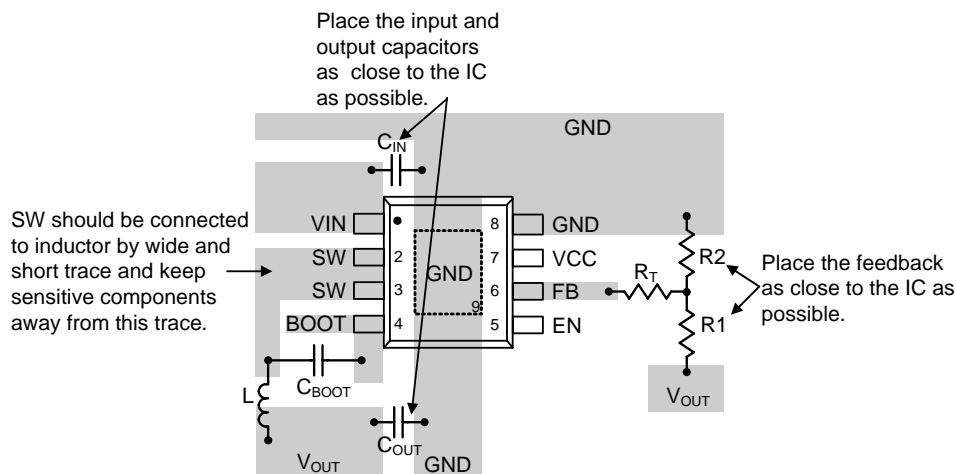 Place the input and
output capacitors
as close to the IC
as possible.
GND
CIN
SW should be connected
to inductor by wide and
short trace and keep
sensitive components
away from this trace.
VIN
SW
SW
BOOT
2
3
4
GND
9
8
7
6
5
GND
VCC
FB
EN
RT
R2
R1
Place the feedback
as close to the IC as
possible.
L
CBOOT
VOUT
COUT
VOUT
GND